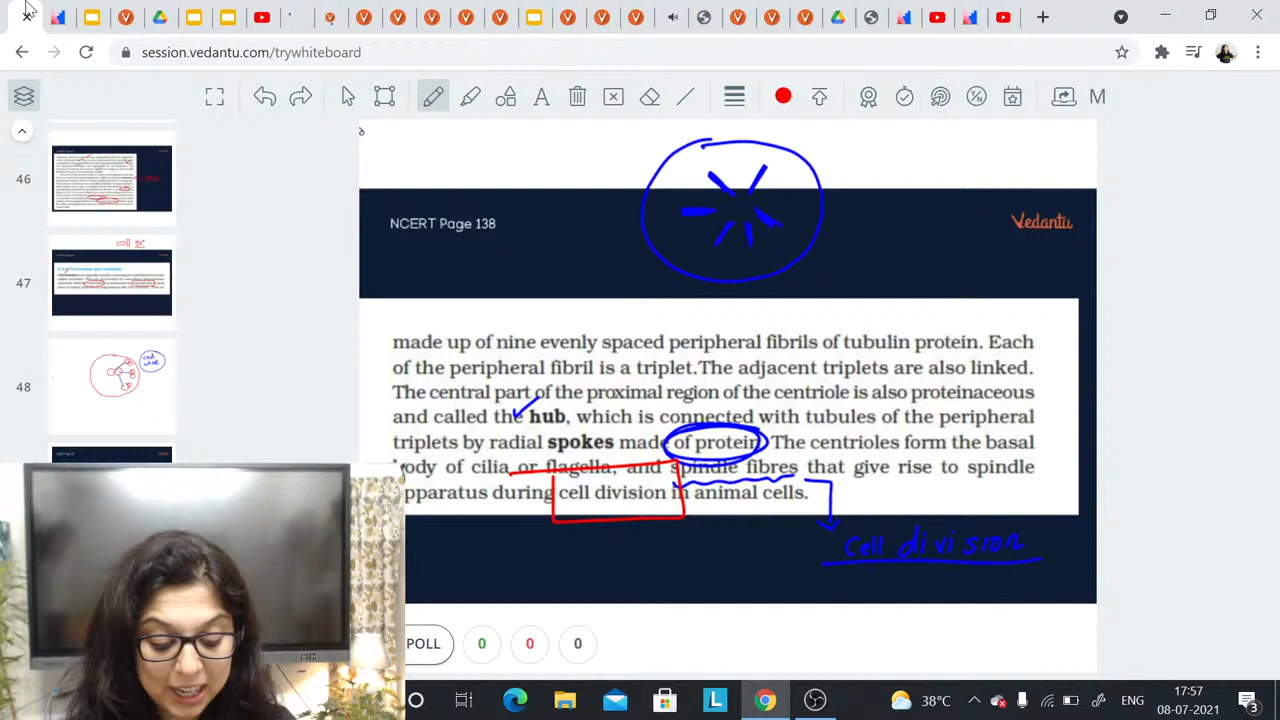 session.vedantu.com/trywhiteboard
M
46
47
48
NCERT Page 138
Vedantu
made up of nine evenly spaced peripheral fibrils of tubulin protein. Each
of the peripheral fibril is a triplet.The adjacent triplets are also linked.
The central part of the proximal region of the centriole is also proteinaceous
and called the hub, which is connected with tubules of the peripheral
triplets by radial spokes made of protein. The centrioles form the basal
body of cilia or flagella, and spindle fibres that give rise to spindle
apparatus during cell division in animal cells.
Cell division
POLL
0
0
0
L
38°C
ENG
17:57
08-07-2021
3